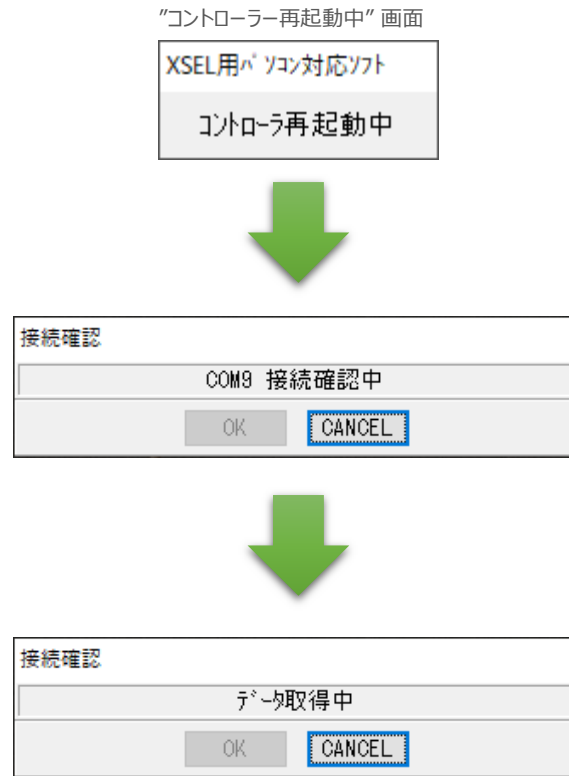 ”コントローラー再起動中” 画面
XSEL用ﾊﾟｿｺﾝ対応ｿﾌﾄ
ｺﾝﾄﾛｰﾗ再起動中
接続確認
COM9 接続確認中
OK CANCEL
接続確認
ﾃﾞｰﾀ取得中
OK CANCEL